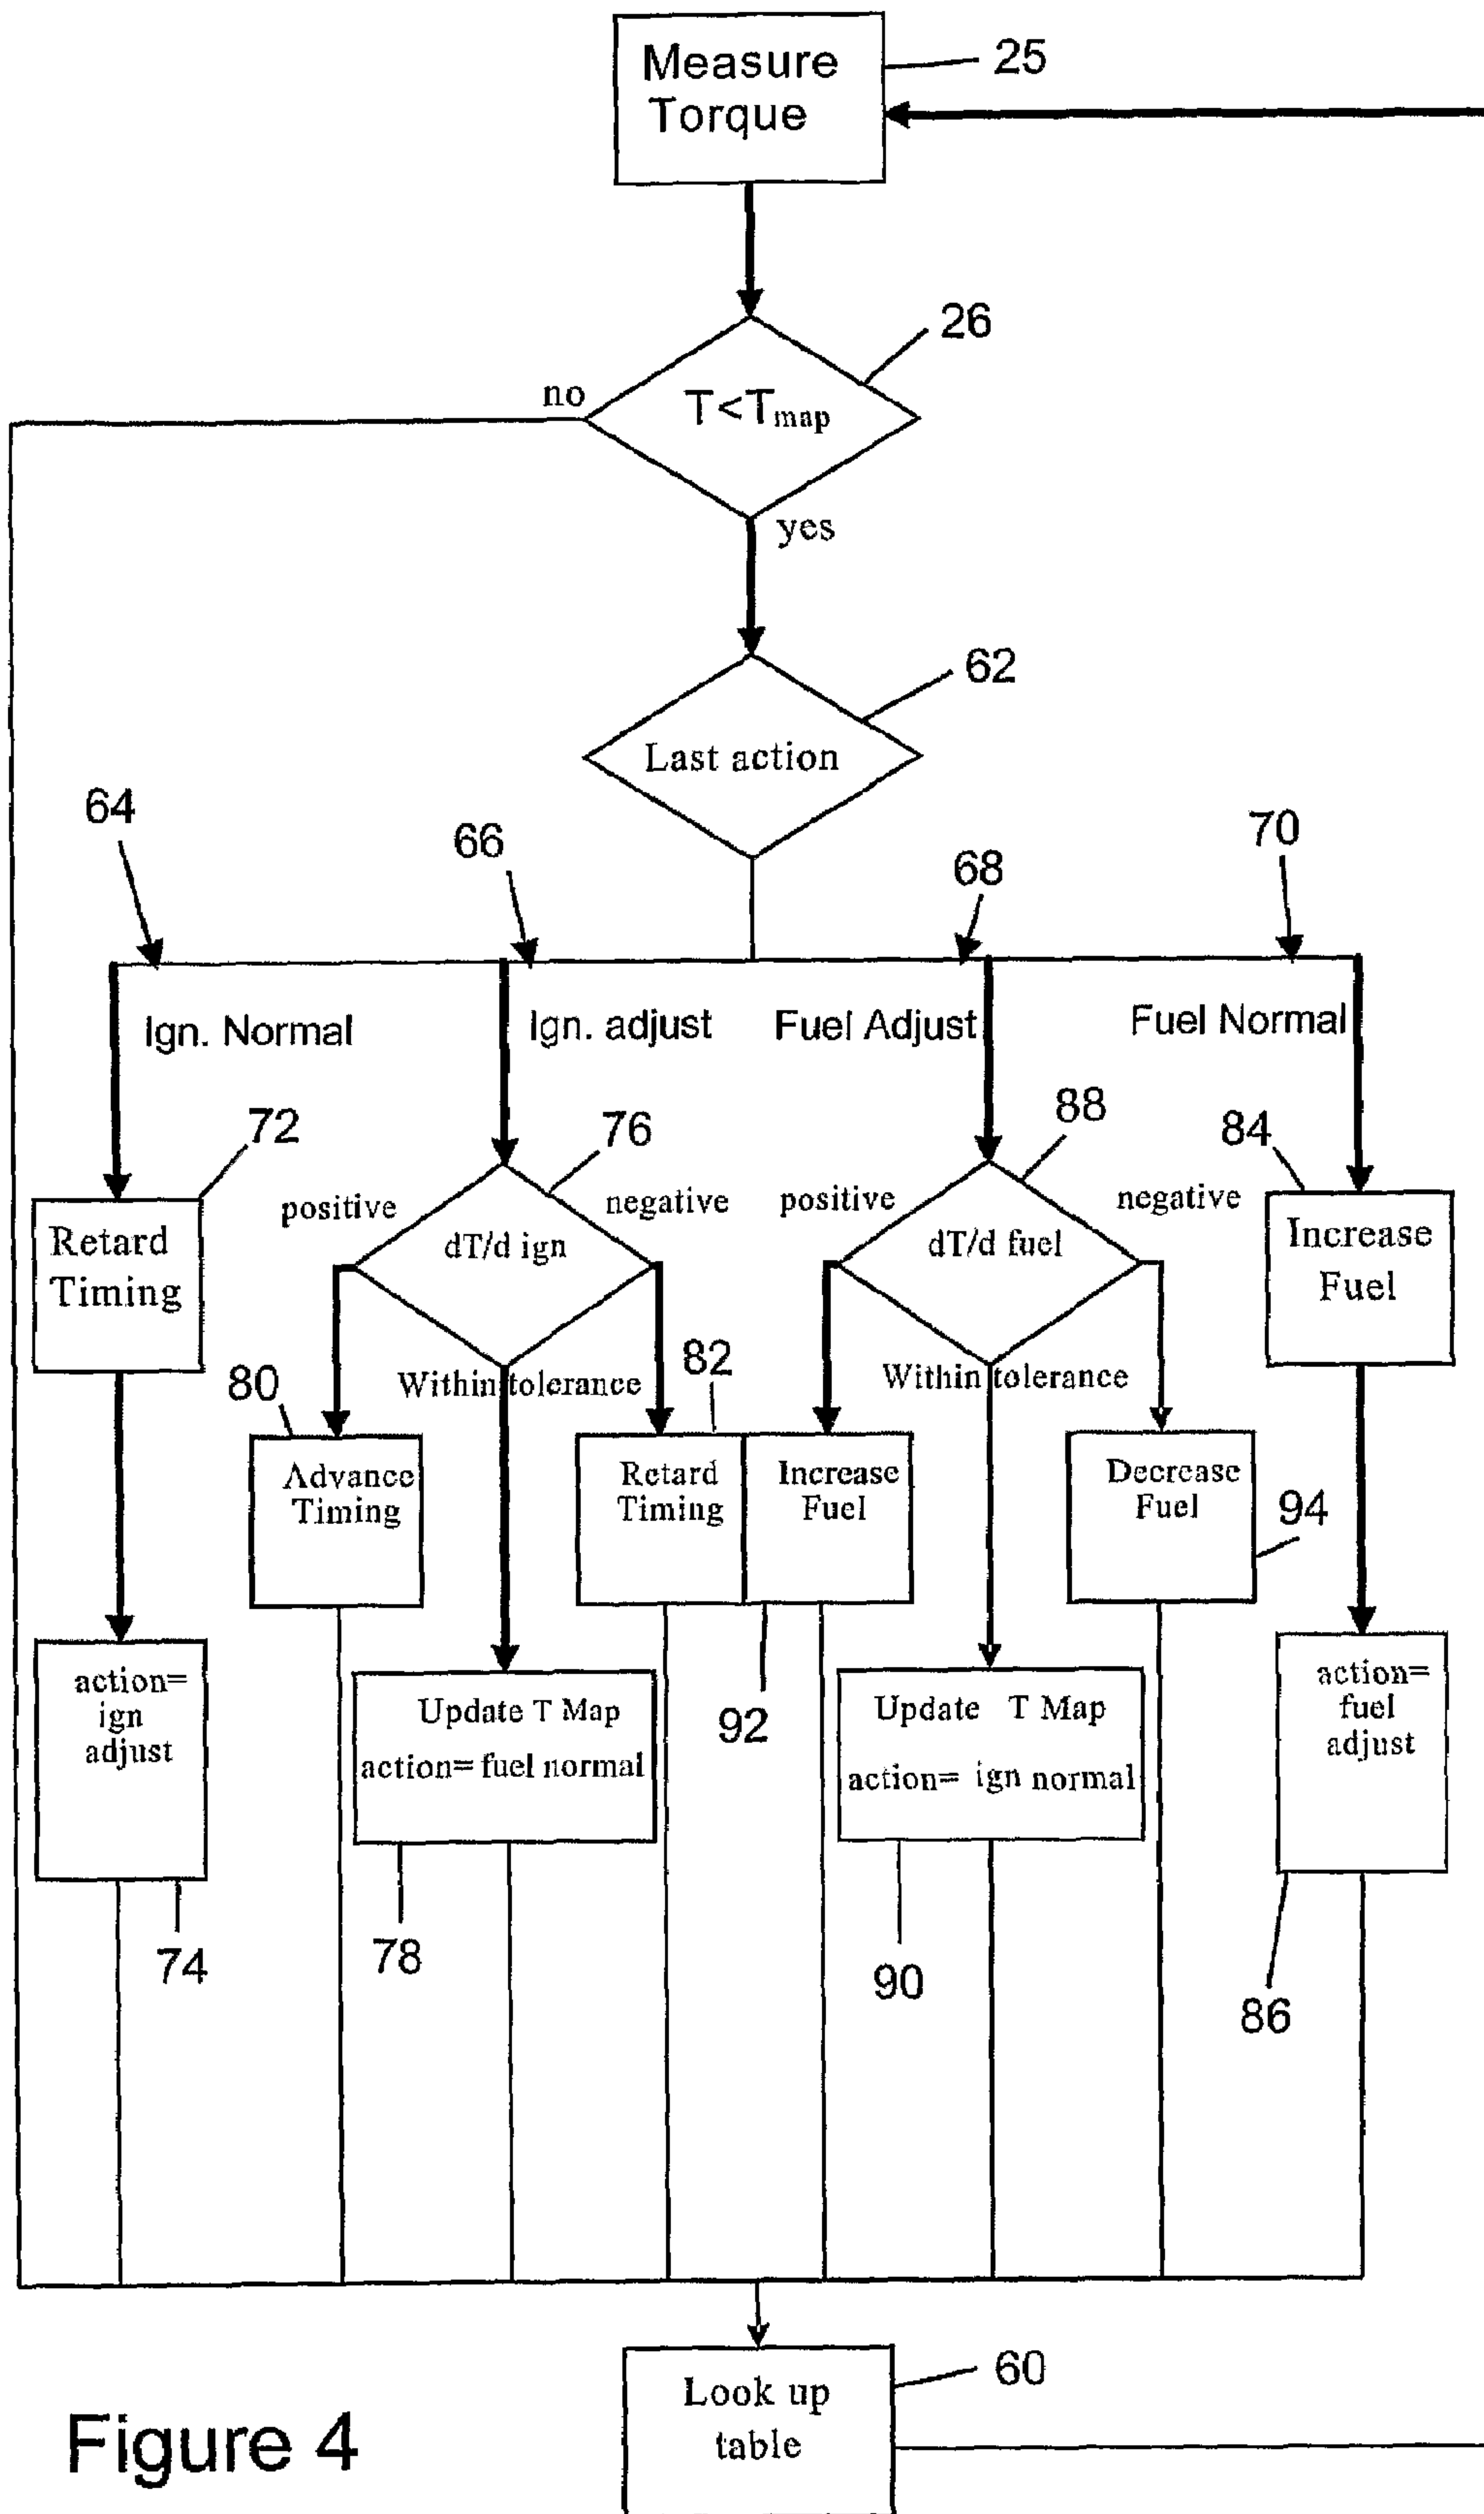 Measure
Torque
25
26
no
T<Tmap
yes
62
Last action
64
66
68
70
Ign. Normal
Ign. adjust
Fuel Adjust
Fuel Normal
72
76
88
84
positive
negative
positive
negative
Retard
Timing
dT/d ign
dT/d fuel
Increase
Fuel
80
Within tolerance
82
Within tolerance
Advance
Timing
Retard
Timing
Increase
Fuel
Decrease
Fuel
94
action=
ign
adjust
Update T Map
action= fuel normal
92
Update T Map
action= ign normal
action=
fuel
adjust
74
78
90
86
60
Look up
table
Figure 4